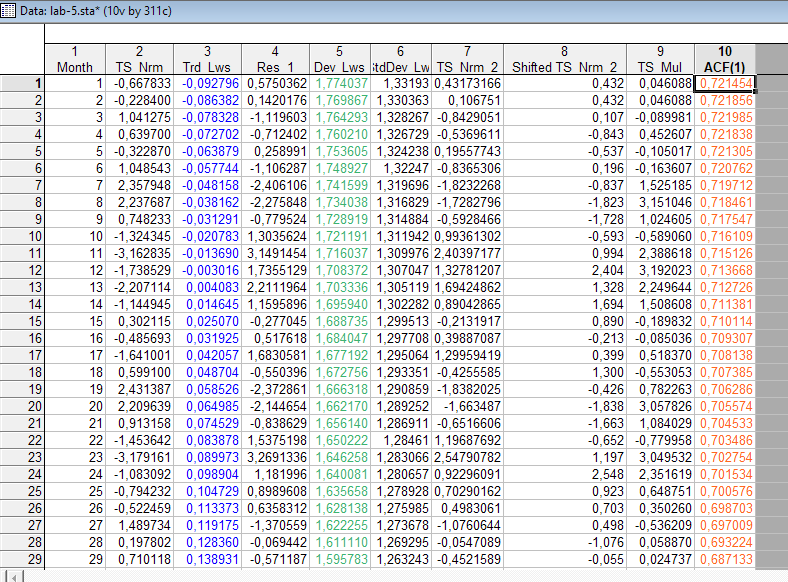 Data: lab-5.sta* (10v by 311c)
1 2 3 4 5 6 7 8 9 10
Month TS_Nrm Trd_Lws Res_1 Dev_Lws StdDev_Lw TS_Nrm_2 Shifted TS_Nrm_2 TS_Mul ACF(1)
1 1 -0,667833 -0,092796 0,5750362 1,774037 1,33193 0,43173166 0,432 0,046088 0,721454
2 2 -0,228400 -0,086382 0,1420176 1,769867 1,330363 0,106751 0,432 0,046088 0,721856
3 3 1,041275 -0,078328 -1,119603 1,764293 1,328267 -0,8429051 0,107 -0,089981 0,721985
4 4 0,639700 -0,072702 -0,712402 1,760210 1,326729 -0,5369611 -0,843 0,452607 0,721838
5 5 -0,322870 -0,063879 0,258991 1,753605 1,324238 0,19557743 -0,537 -0,105017 0,721305
6 6 1,048543 -0,057744 -1,106287 1,748927 1,32247 -0,8365306 0,196 -0,163607 0,720762
7 7 2,357948 -0,048158 -2,406106 1,741599 1,319696 -1,8232268 -0,837 1,525185 0,719712
8 8 2,237687 -0,038162 -2,275848 1,734038 1,316829 -1,7282796 -1,823 3,151046 0,718461
9 9 0,748233 -0,031291 -0,779524 1,728919 1,314884 -0,5928466 -1,728 1,024605 0,717547
10 10 -1,324345 -0,020783 1,3035624 1,721191 1,311942 0,99361302 -0,593 -0,589060 0,716109
11 11 -3,162835 -0,013690 3,1491454 1,716037 1,309976 2,40397177 0,994 2,388618 0,715126
12 12 -1,738529 -0,003016 1,7355129 1,708372 1,307047 1,32781207 2,404 3,192023 0,713668
13 13 -2,207114 0,004083 2,2111964 1,703336 1,305119 1,69424862 1,328 2,249644 0,712726
14 14 -1,144945 0,014645 1,1595896 1,695940 1,302282 0,89042865 1,694 1,508608 0,711381
15 15 0,302115 0,025070 -0,277045 1,688735 1,299513 -0,2131917 0,890 -0,189832 0,710114
16 16 -0,485693 0,031925 0,517618 1,684047 1,297708 0,39887087 -0,213 -0,085036 0,709307
17 17 -1,641001 0,042057 1,6830581 1,677192 1,295064 1,29959419 0,399 0,518370 0,708138
18 18 0,599100 0,048704 -0,550396 1,672756 1,293351 -0,4255585 1,300 -0,553053 0,707385
19 19 2,431387 0,058526 -2,372861 1,666318 1,290859 -1,8382025 -0,426 0,782263 0,706286
20 20 2,209639 0,064985 -2,144654 1,662170 1,289252 -1,663487 -1,838 3,057826 0,705574
21 21 0,913158 0,074529 -0,838629 1,656140 1,286911 -0,6516606 -1,663 1,084029 0,704533
22 22 -1,453642 0,083878 1,5375198 1,650222 1,28461 1,19687692 -0,652 -0,779958 0,703486
23 23 -3,179161 0,089973 3,2691336 1,646258 1,283066 2,54790782 1,197 3,049532 0,702754
24 24 -1,083092 0,098904 1,181996 1,640081 1,280657 0,92296091 2,548 2,351619 0,701534
25 25 -0,794232 0,104729 0,8989608 1,635658 1,278928 0,70290162 0,923 0,648751 0,700576
26 26 -0,522459 0,113373 0,6358312 1,628138 1,275985 0,4983061 0,703 0,350260 0,698703
27 27 1,489734 0,119175 -1,370559 1,622255 1,273678 -1,0760644 0,498 -0,536209 0,697009
28 28 0,197802 0,128360 -0,069442 1,611110 1,269295 -0,0547089 -1,076 0,058870 0,693224
29 29 0,710118 0,138931 -0,571187 1,595783 1,263243 -0,4521589 -0,055 0,024737 0,687133